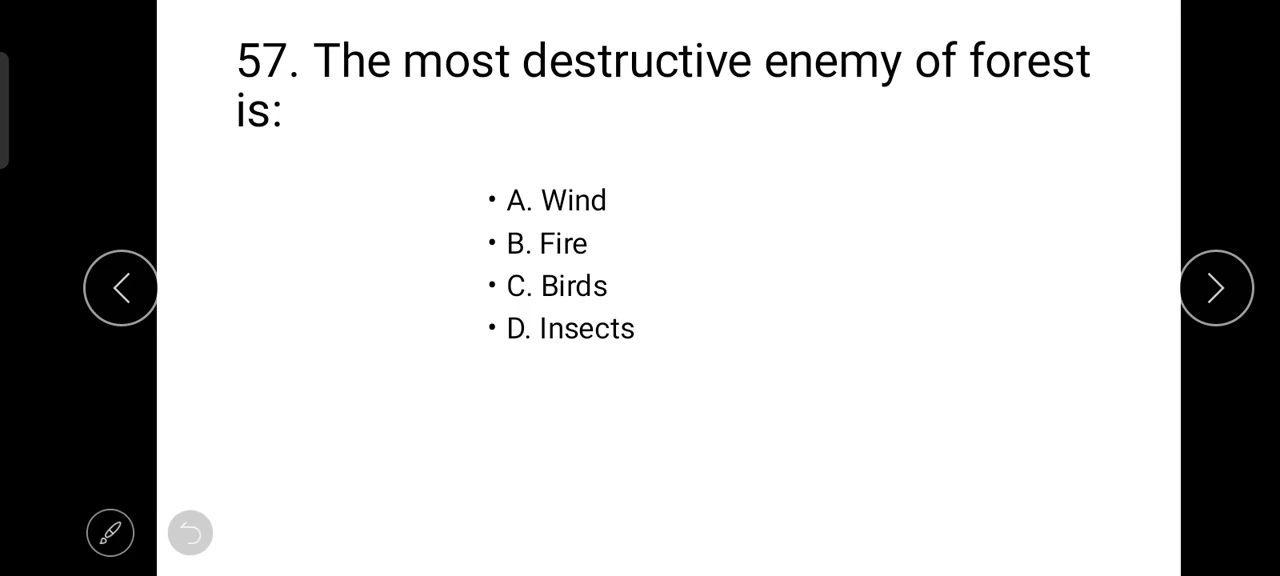 57. The most destructive enemy of forest
is:
• A. Wind
• B. Fire
• C. Birds
• D. Insects